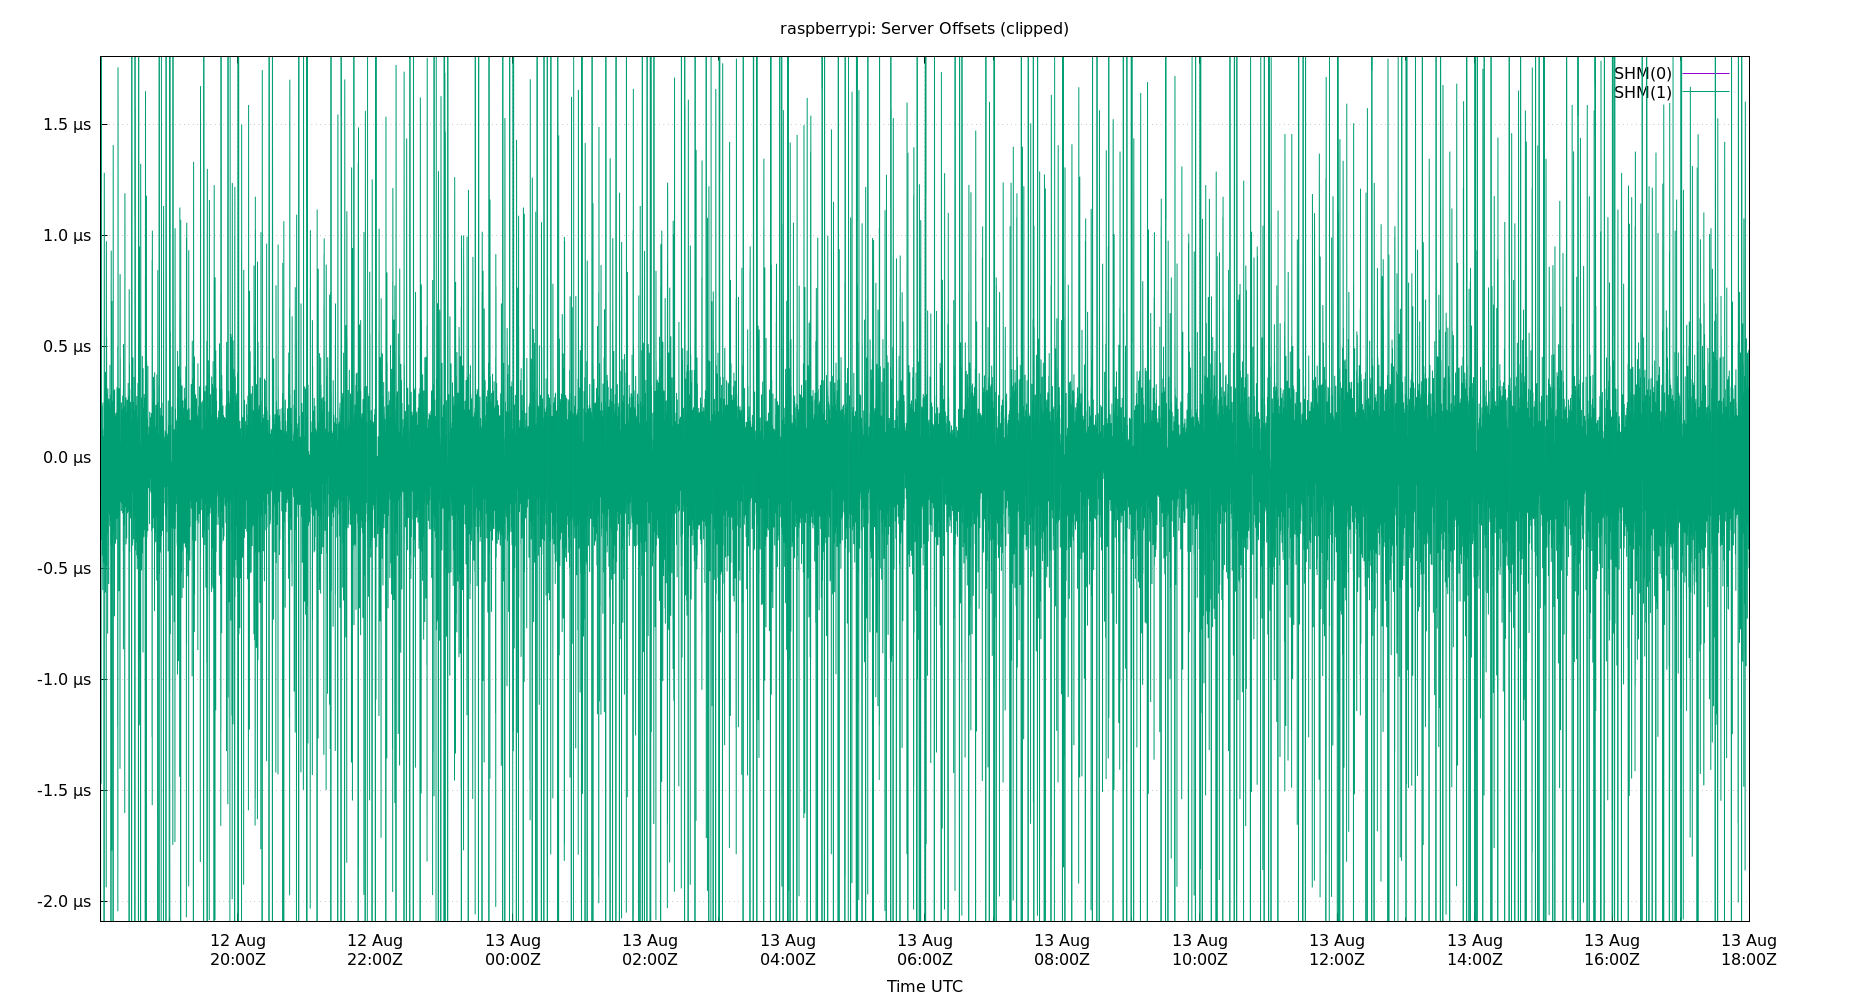 raspberrypi: Server Offsets (clipped)
SHM(0)
SHM(1)
1.5 µs
1.0 µs
0.5 µs
0.0 µs
-0.5 µs
-1.0 µs
-1.5 µs
-2.0 µs
12 Aug 12 Aug 13 Aug 13 Aug 13 Aug 13 Aug 13 Aug 13 Aug 13 Aug 13 Aug 13 Aug 13 Aug
20:00Z 22:00Z 00:00Z 02:00Z 04:00Z 06:00Z 08:00Z 10:00Z 12:00Z 14:00Z 16:00Z 18:00Z
Time UTC